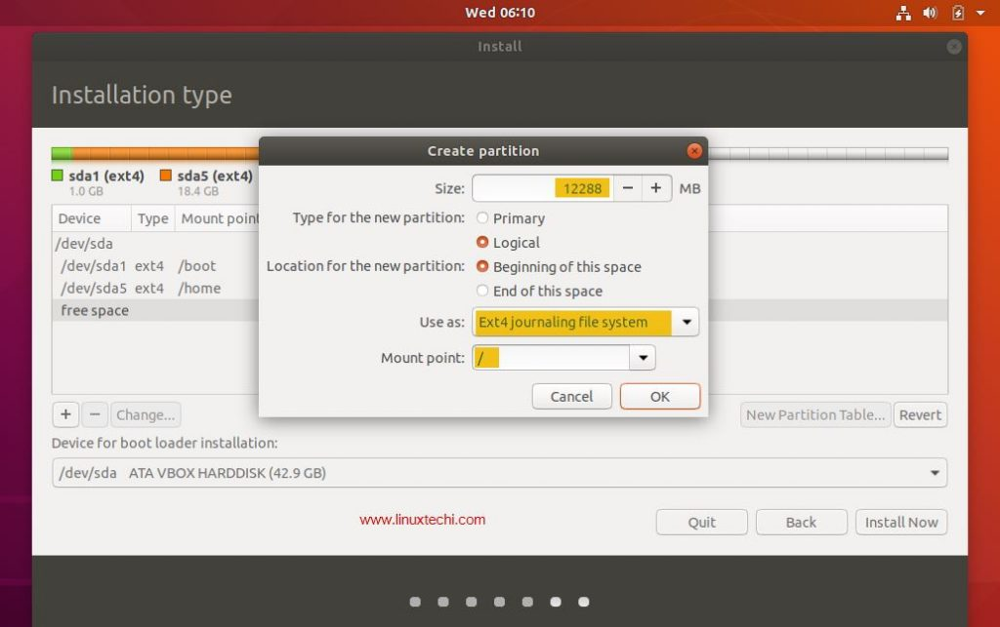 Wed 06:10
Install
Installation type
Create partition
Size: 12288 − + MB
Type for the new partition: Primary
Logical
Location for the new partition: Beginning of this space
End of this space
Use as: Ext4 journaling file system
Mount point: /
Cancel OK
sda1 (ext4) sda5 (ext4)
1.0 GB 18.4 GB
Device Type Mount point
/dev/sda
/dev/sda1 ext4 /boot
/dev/sda5 ext4 /home
free space
+ − Change... New Partition Table... Revert
Device for boot loader installation:
/dev/sda ATA VBOX HARDDISK (42.9 GB)
www.linuxtechi.com
Quit Back Install Now